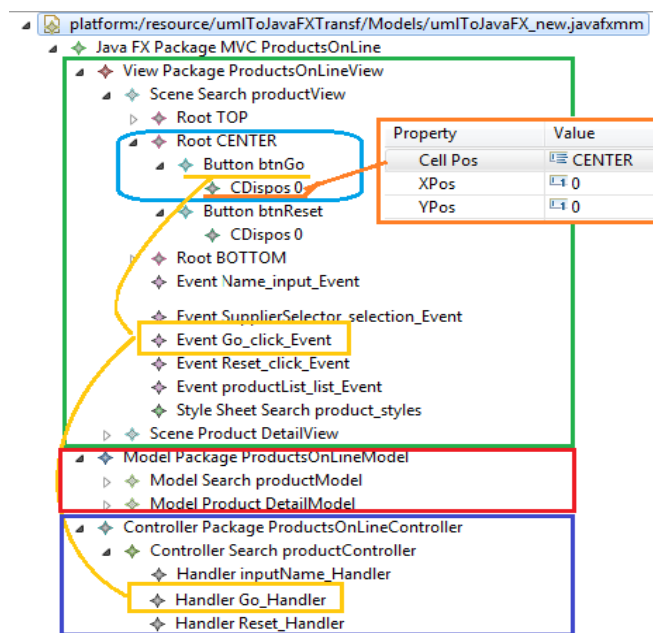 platform:/resource/umlToJavaFXTransf/Models/umlToJavaFX_new.javafxmm
Java FX Package MVC ProductsOnLine
View Package ProductsOnLineView
Scene Search productView
Root TOP
Root CENTER
Button btnGo
CDispos 0
Button btnReset
CDispos 0
Root BOTTOM
Event Name_input_Event
Event SupplierSelector_selection_Event
Event Go_click_Event
Event Reset_click_Event
Event productList_list_Event
Style Sheet Search product_styles
Scene Product DetailView
Model Package ProductsOnLineModel
Model Search productModel
Model Product DetailModel
Controller Package ProductsOnLineController
Controller Search productController
Handler inputName_Handler
Handler Go_Handler
Handler Reset_Handler
Property Value
Cell Pos CENTER
XPos 0
YPos 0